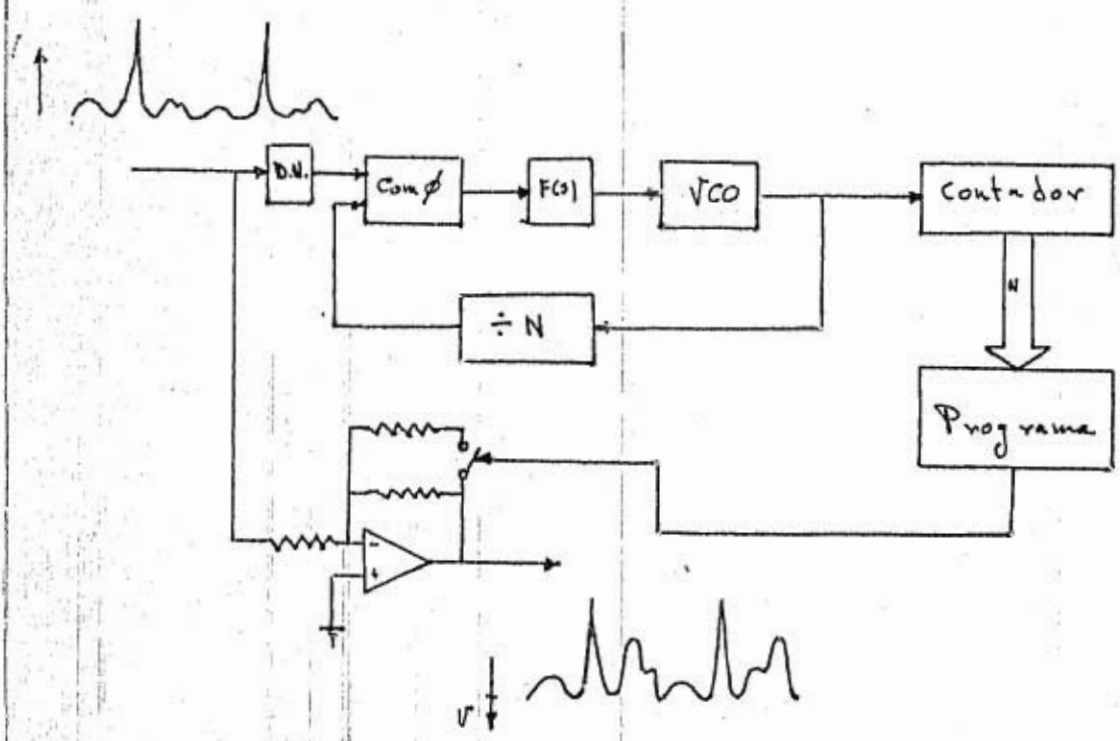 D.N.
Com φ
F(s)
VCO
Contador
÷ N
N
Programa
-
+
V